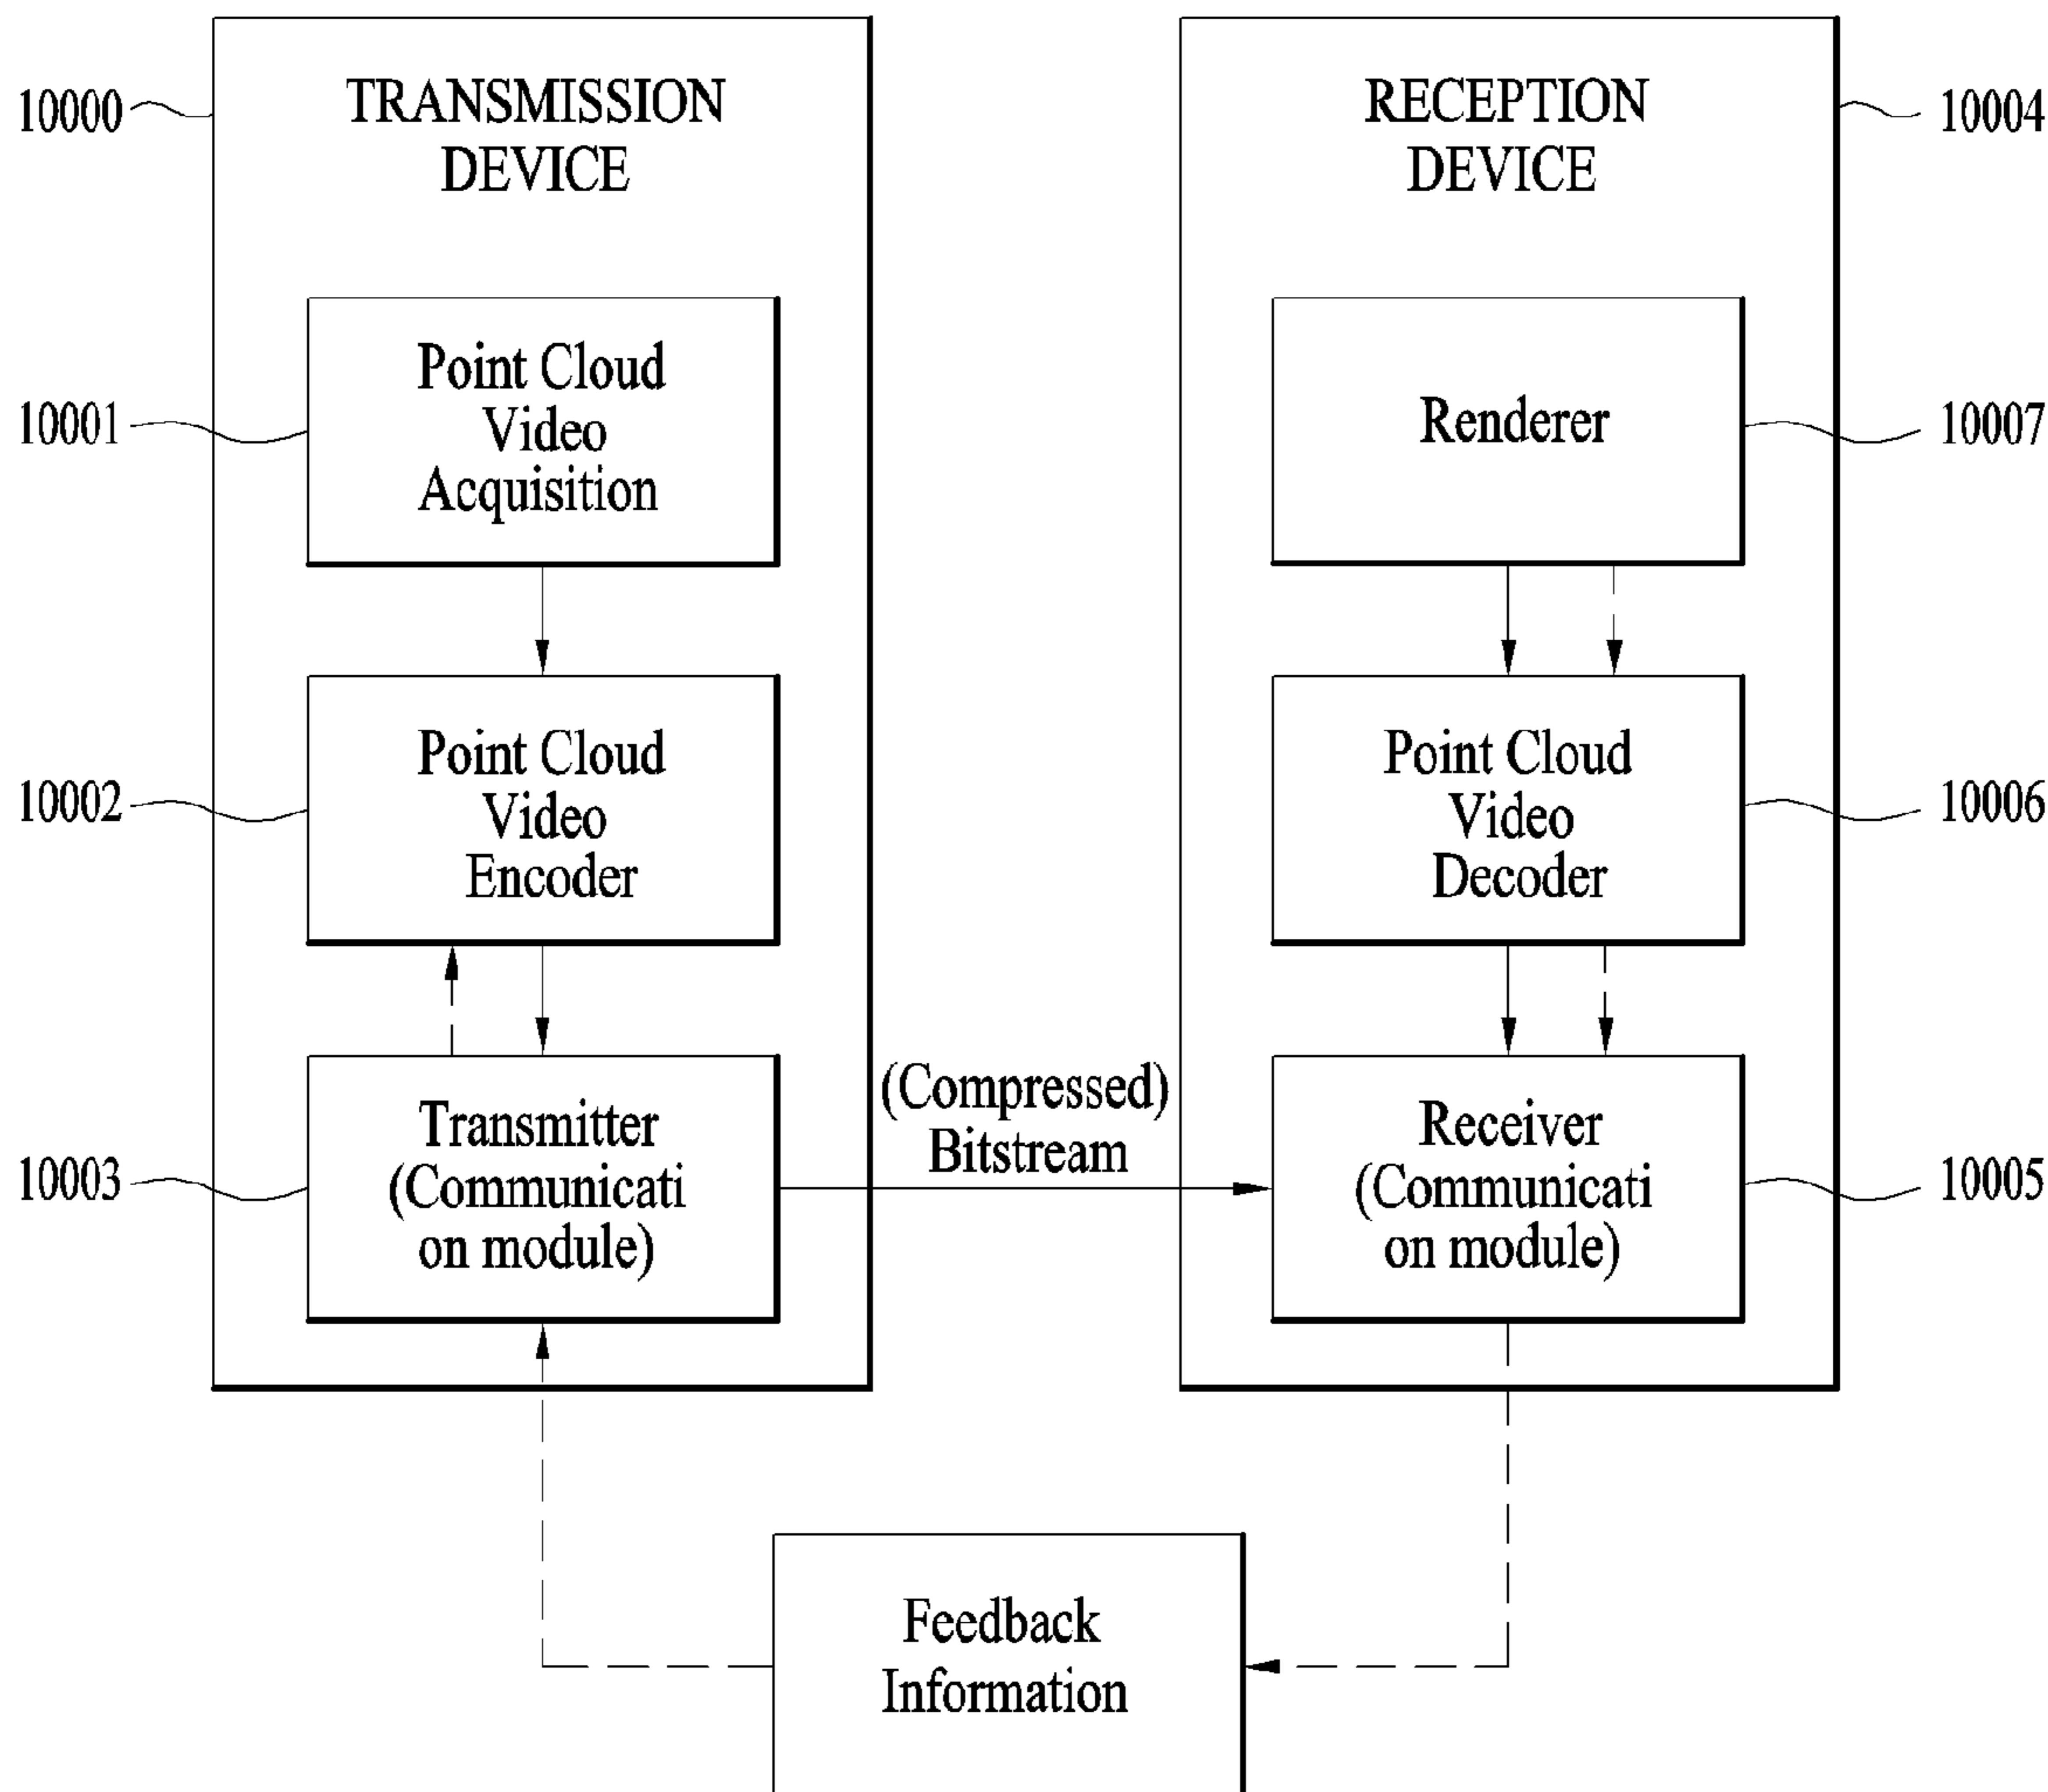 10000
TRANSMISSION
DEVICE
10001
Point Cloud
Video
Acquisition
10002
Point Cloud
Video
Encoder
10003
Transmitter
(Communicati
on module)
(Compressed)
Bitstream
RECEPTION
DEVICE
10004
Renderer
10007
Point Cloud
Video
Decoder
10006
Receiver
(Communicati
on module)
10005
Feedback
Information